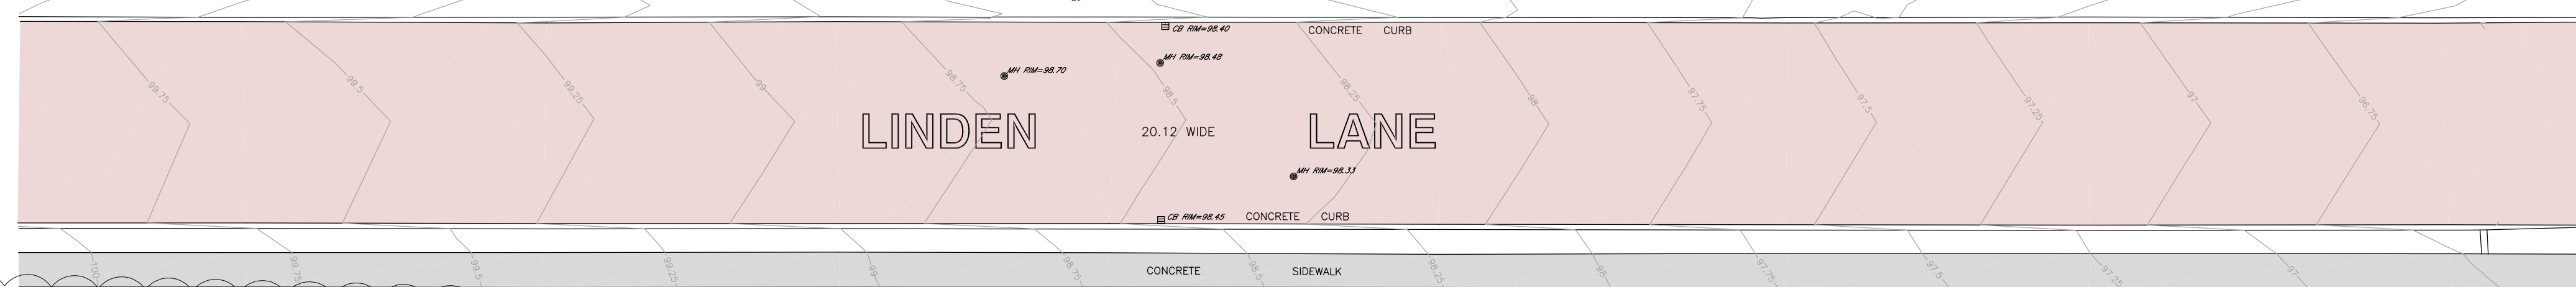 CB RIM=98.40
CONCRETE CURB
MH RIM=98.48
MH RIM=98.70
99.75
99.5
99.25
99
98.75
98.5
98.25
98
97.75
97.5
97.25
97
96.75
LINDEN LANE
20.12 WIDE
MH RIM=98.33
CB RIM=98.45
CONCRETE CURB
100
99.75
99.5
99.25
99
98.75
98.5
98.25
98
97.75
97.5
97.25
97
CONCRETE SIDEWALK